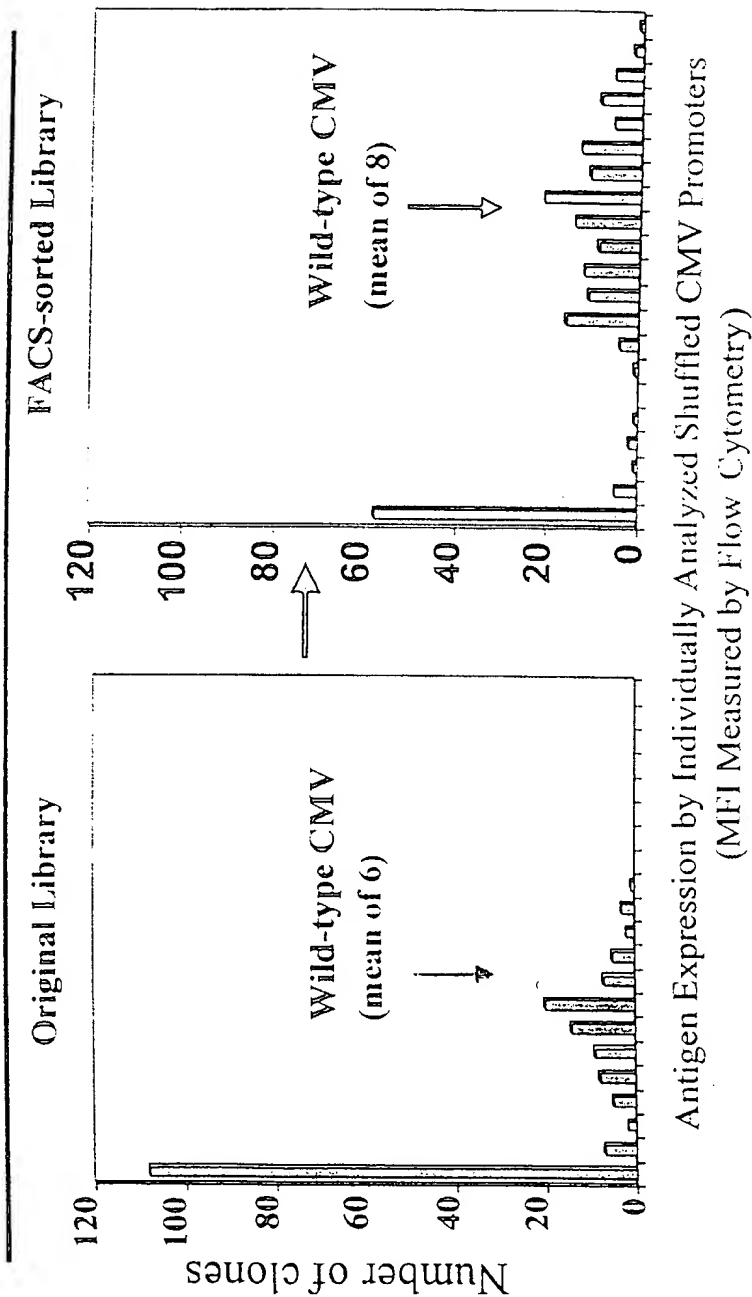 Original Library
FACS-sorted Library
Number of clones
120
100
80
60
40
20
0
Wild-type CMV
(mean of 6)
120
100
80
60
40
20
0
Wild-type CMV
(mean of 8)
Antigen Expression by Individually Analyzed Shuffled CMV Promoters
(MFI Measured by Flow Cytometry)